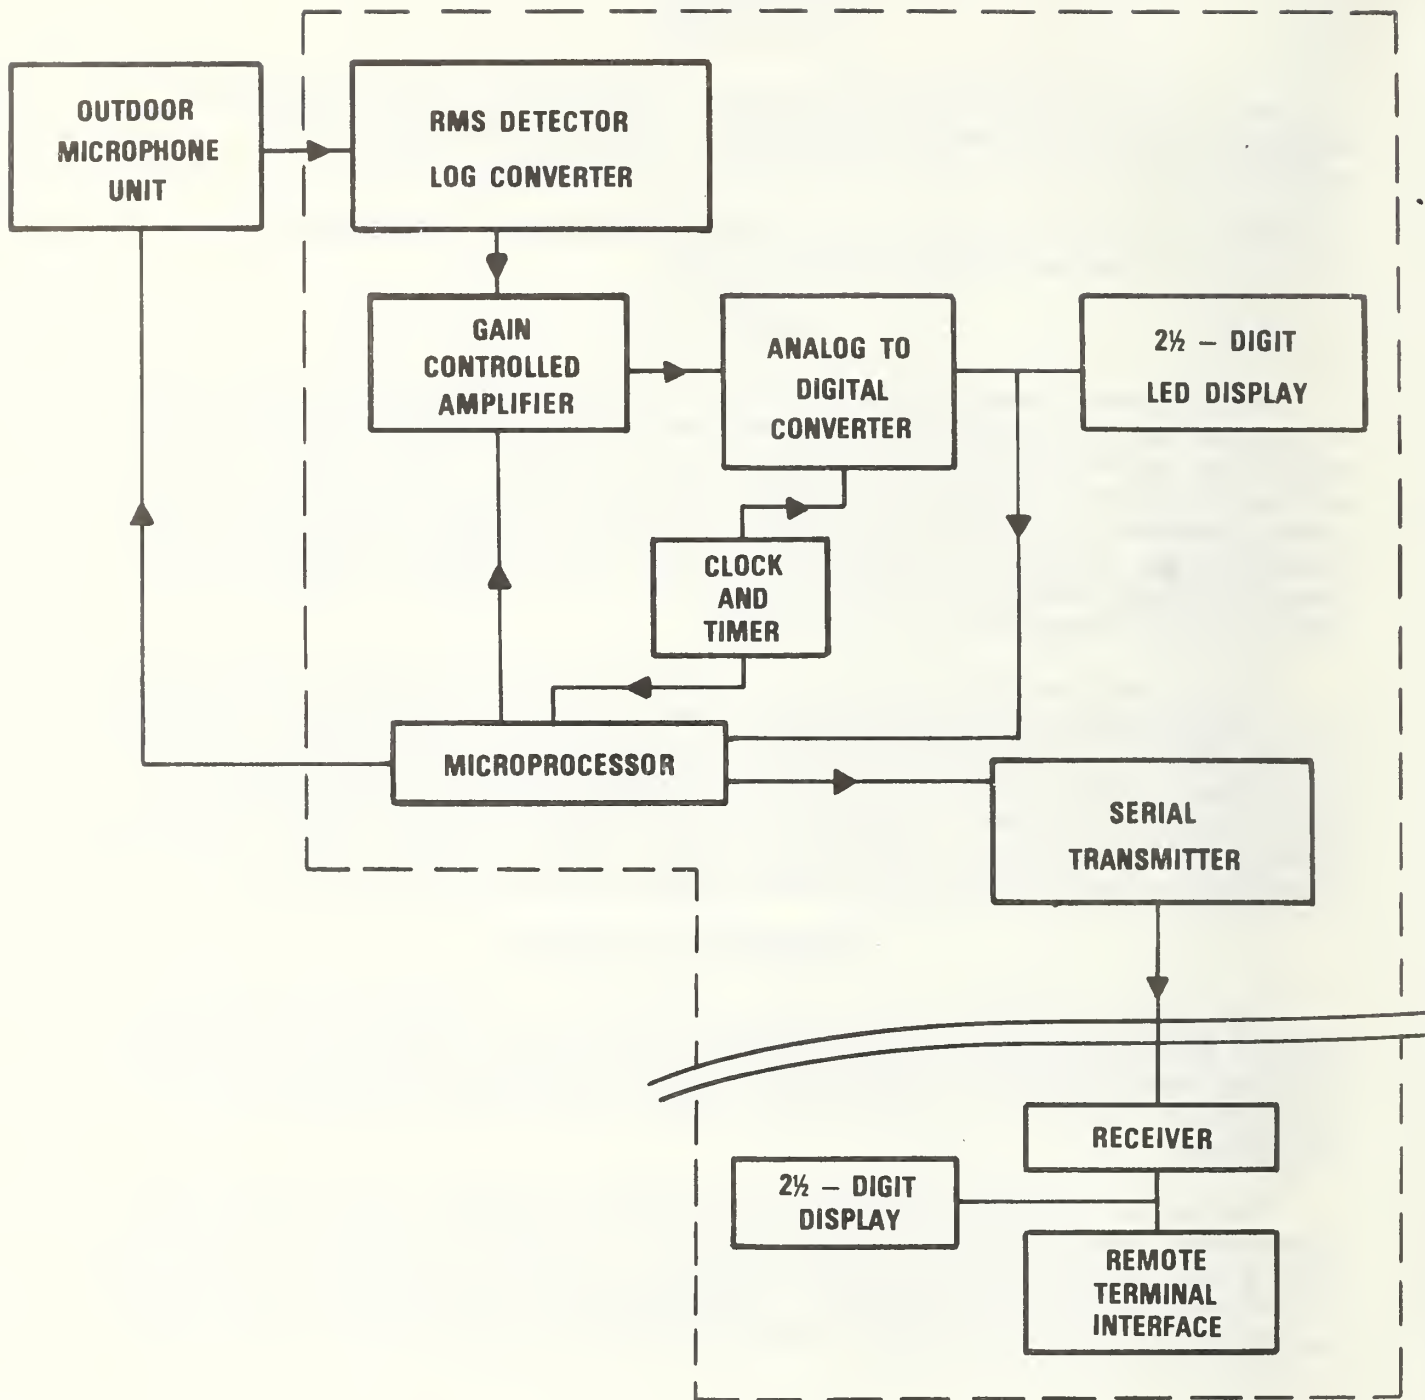 OUTDOOR
MICROPHONE
UNIT
RMS DETECTOR
LOG CONVERTER
GAIN
CONTROLLED
AMPLIFIER
ANALOG TO
DIGITAL
CONVERTER
2½ – DIGIT
LED DISPLAY
CLOCK
AND
TIMER
MICROPROCESSOR
SERIAL
TRANSMITTER
RECEIVER
2½ – DIGIT
DISPLAY
REMOTE
TERMINAL
INTERFACE